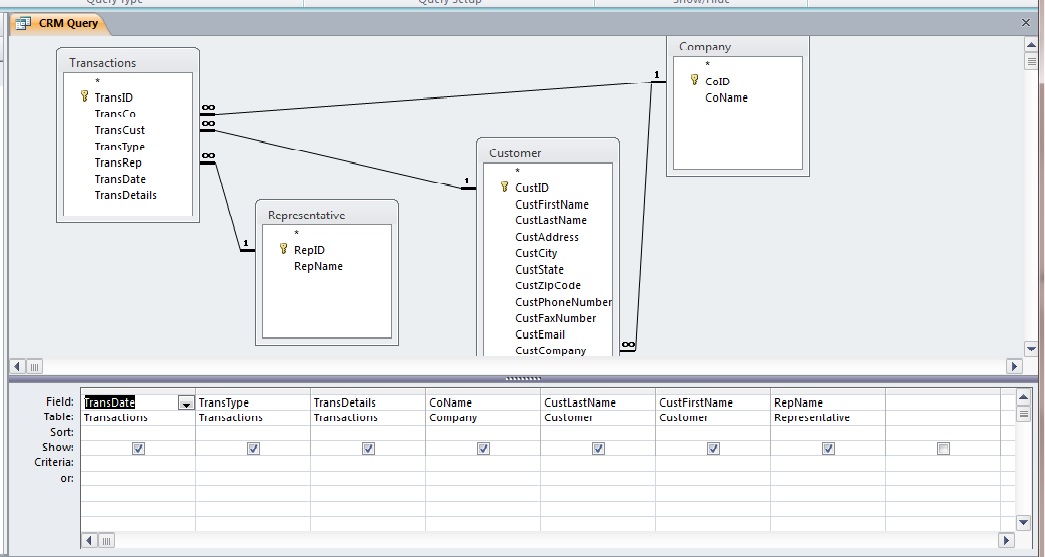 Query Type Query Setup Show/Hide
CRM Query
Transactions
*
TransID
TransCo
TransCust
TransType
TransRep
TransDate
TransDetails
Representative
*
RepID
RepName
Customer
*
CustID
CustFirstName
CustLastName
CustAddress
CustCity
CustState
CustZipCode
CustPhoneNumber
CustFaxNumber
CustEmail
CustCompany
Company
*
CoID
CoName
∞ 1
∞ 1
∞ 1
∞
Field: TransDate TransType TransDetails CoName CustLastName CustFirstName RepName
Table: Transactions Transactions Transactions Company Customer Customer Representative
Sort:
Show:
Criteria:
or: